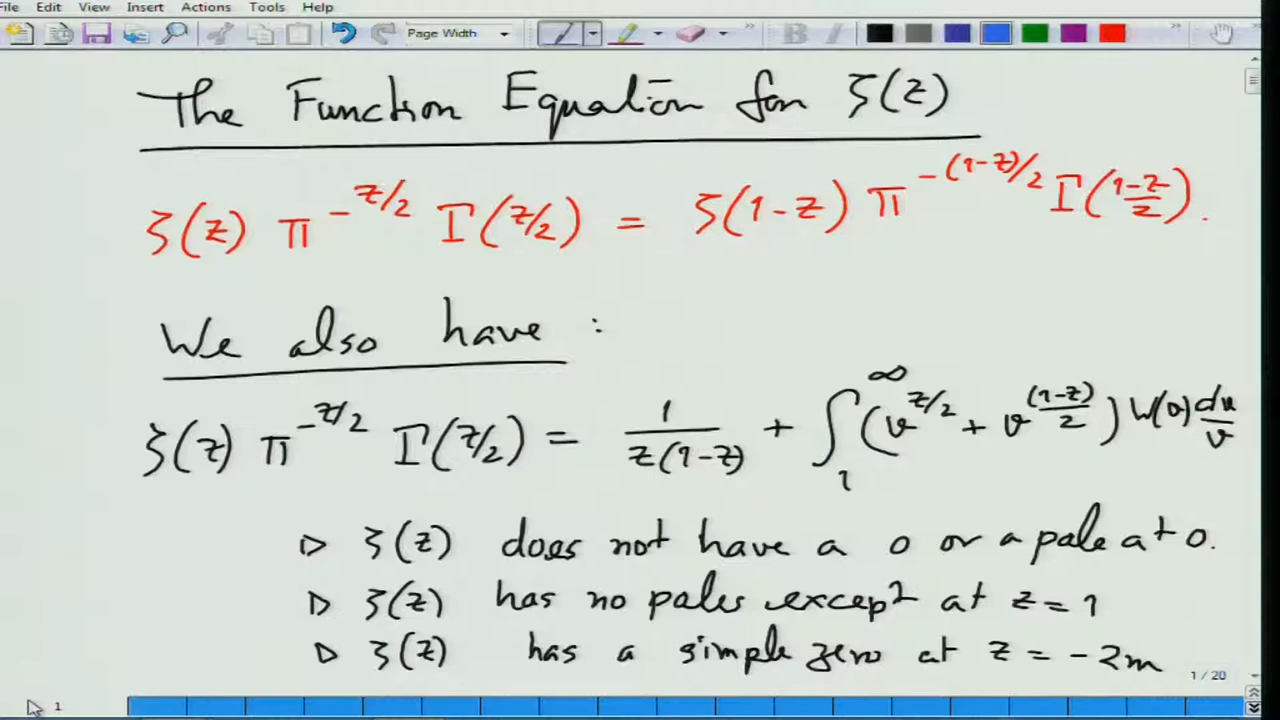 File Edit View Insert Actions Tools Help
Page Width
The Function Equation for ζ(z)
ζ(z) π^{-z/2} Γ(z/2) = ζ(1-z) π^{-(1-z)/2} Γ((1-z)/2).
We also have :
ζ(z) π^{-z/2} Γ(z/2) = 1/(z(1-z)) + ∫_1^∞ (v^{z/2} + v^{(1-z)/2}) W(v) dv/v
▷ ζ(z) does not have a 0 or a pole at 0.
▷ ζ(z) has no poles except at z = 1
▷ ζ(z) has a simple zero at z = -2m
1 / 20
1